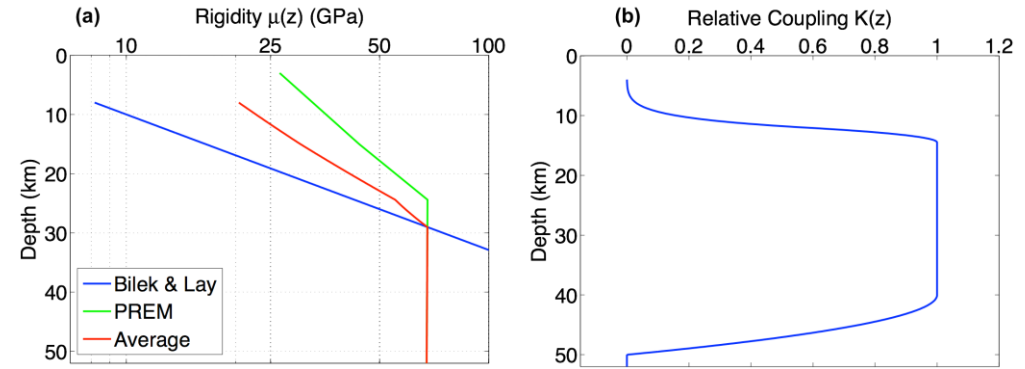 (a)
Rigidity μ(z) (GPa)
10 25 50 100
0
10
20
30
40
50
Depth (km)
Bilek & Lay
PREM
Average
(b)
Relative Coupling K(z)
0 0.2 0.4 0.6 0.8 1 1.2
0
10
20
30
40
50
Depth (km)